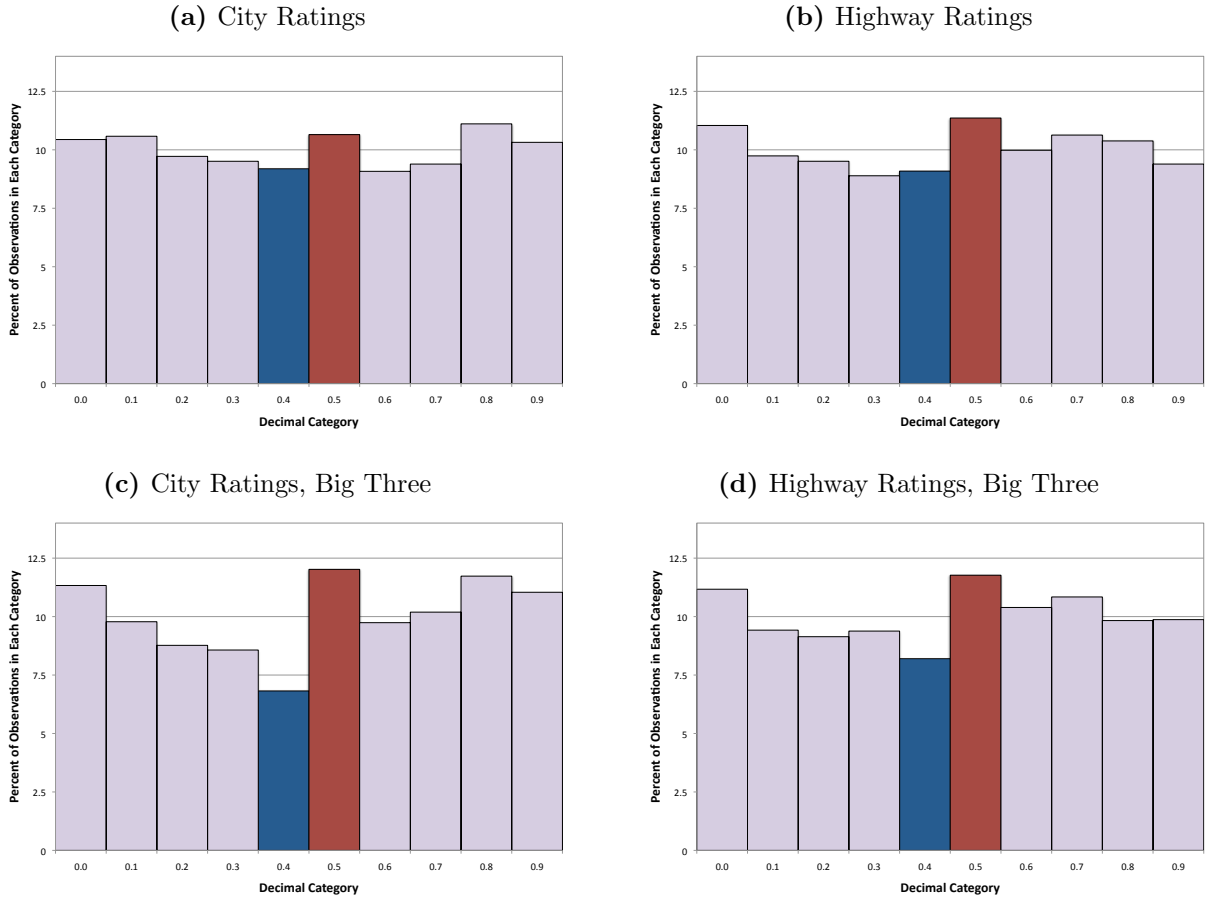 (a) City Ratings
Percent of Observations in Each Category
12.5
10
7.5
5
2.5
0
0.0 0.1 0.2 0.3 0.4 0.5 0.6 0.7 0.8 0.9
Decimal Category
(b) Highway Ratings
Percent of Observations in Each Category
12.5
10
7.5
5
2.5
0
0.0 0.1 0.2 0.3 0.4 0.5 0.6 0.7 0.8 0.9
Decimal Category
(c) City Ratings, Big Three
Percent of Observations in Each Category
12.5
10
7.5
5
2.5
0
0.0 0.1 0.2 0.3 0.4 0.5 0.6 0.7 0.8 0.9
Decimal Category
(d) Highway Ratings, Big Three
Percent of Observations in Each Category
12.5
10
7.5
5
2.5
0
0.0 0.1 0.2 0.3 0.4 0.5 0.6 0.7 0.8 0.9
Decimal Category